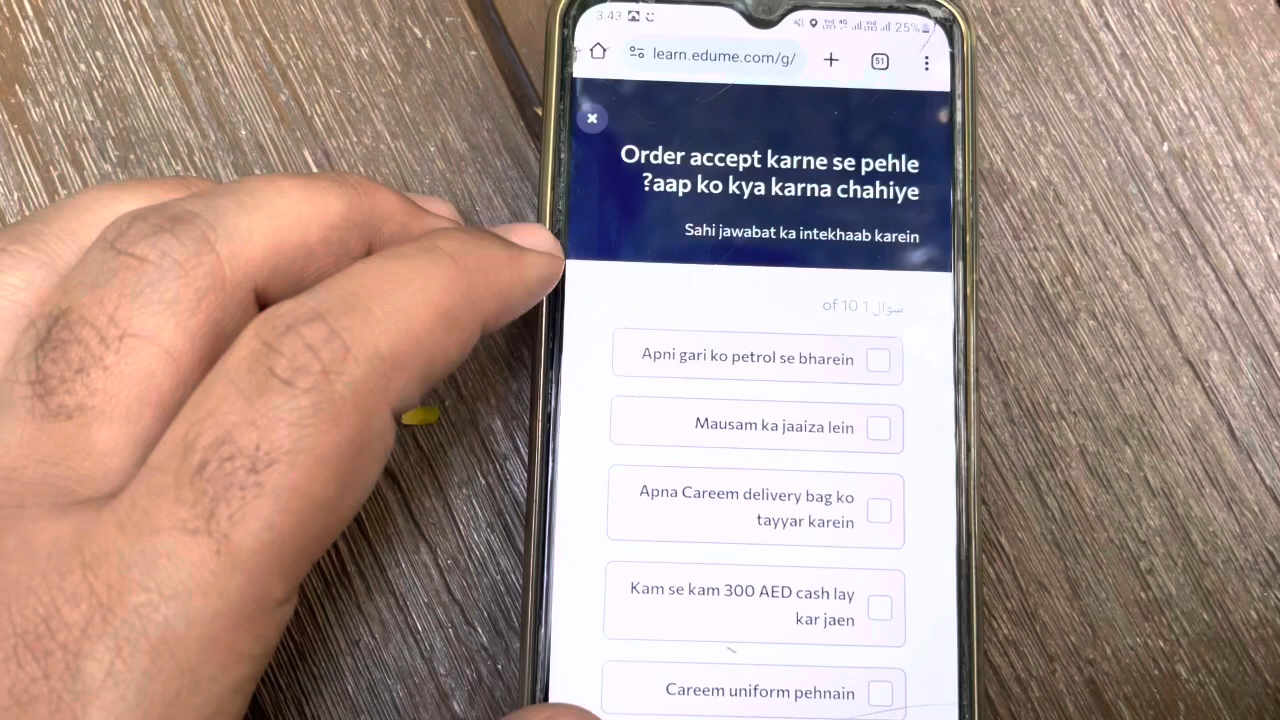 3.43 25%
learn.edume.com/g/ 51
Order accept karne se pehle
?aap ko kya karna chahiye
Sahi jawabat ka intekhaab karein
سوال 1 of 10
Apni gari ko petrol se bharein
Mausam ka jaaiza lein
Apna Careem delivery bag ko
tayyar karein
Kam se kam 300 AED cash lay
kar jaen
Careem uniform pehnain